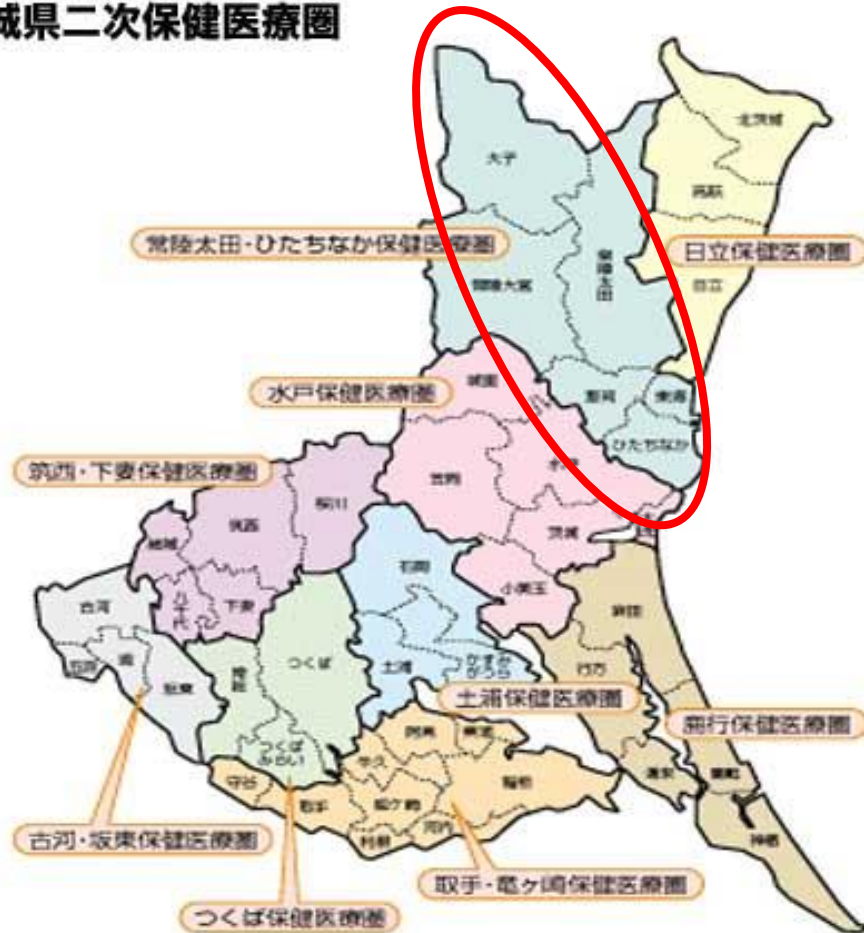 城県二次保健医療圏
大子
北茨城
高萩
常陸太田・ひたちなか保健医療圏
日立保健医療圏
常陸太田
常陸大宮
日立
水戸保健医療圏
城里
那珂
東海
ひたちなか
筑西・下妻保健医療圏
水戸
笠間
桜川
筑西
茨城
結城
石岡
小美玉
鉾田
古河
八千代
下妻
つくば
行方
境
坂東
常総
土浦
かすみがうら
土浦保健医療圏
鹿行保健医療圏
つくばみらい
阿見
美浦
牛久
守谷
取手
龍ケ崎
稲敷
潮来
鹿嶋
神栖
利根
河内
古河・坂東保健医療圏
取手・竜ヶ崎保健医療圏
つくば保健医療圏